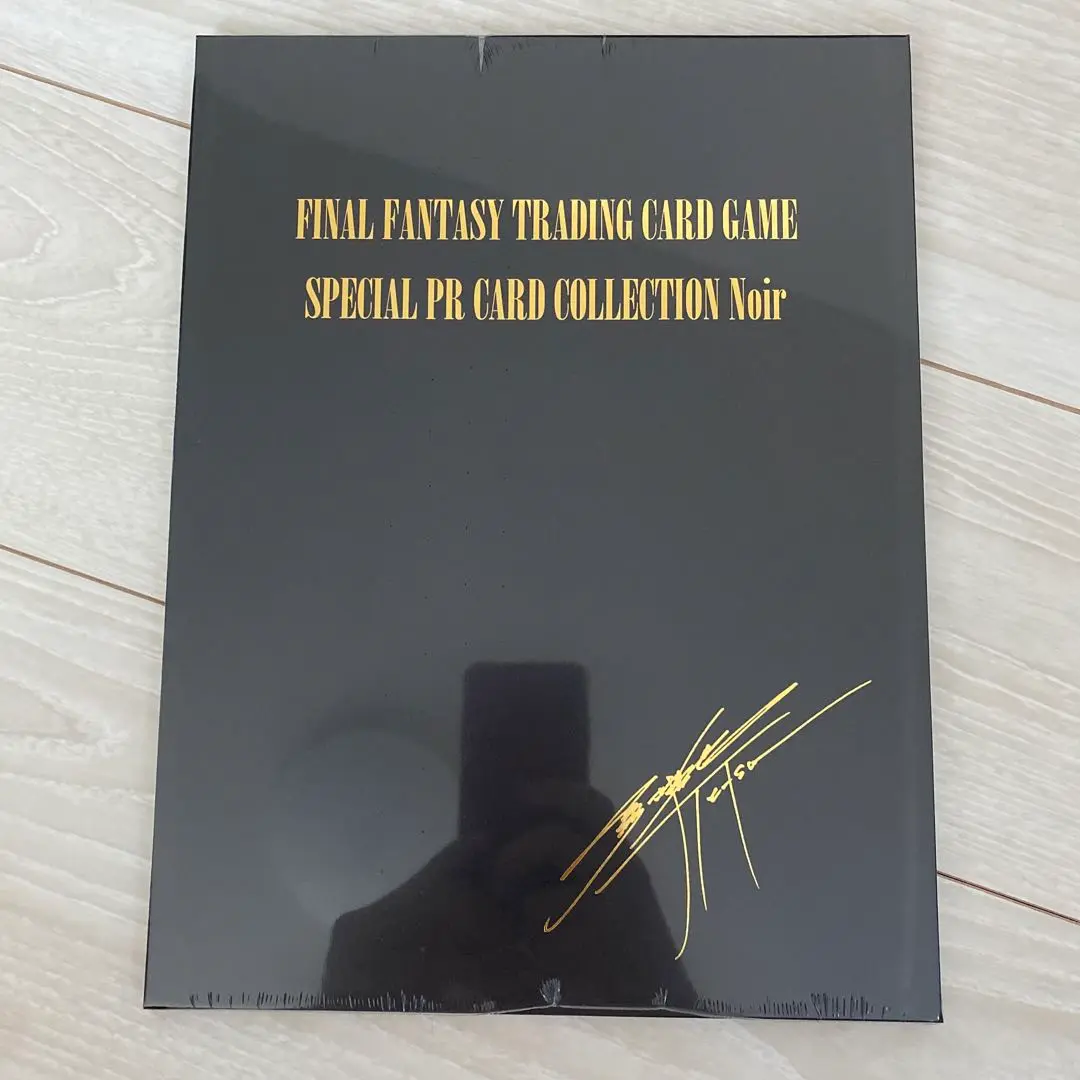 FINAL FANTASY TRADING CARD GAME
SPECIAL PR CARD COLLECTION Noir